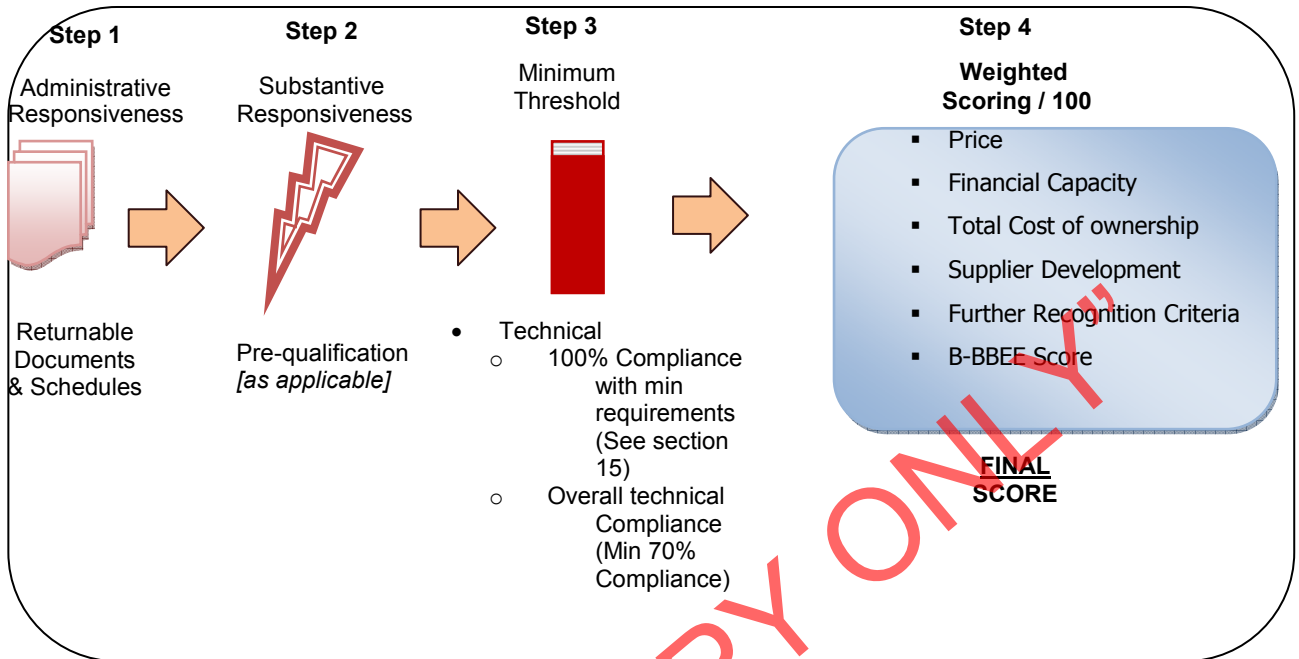 Step 1
Administrative
Responsiveness
Returnable
Documents
& Schedules
Step 2
Substantive
Responsiveness
Pre-qualification
[as applicable]
Step 3
Minimum
Threshold
• Technical
o 100% Compliance
with min
requirements
(See section
15)
o Overall technical
Compliance
(Min 70%
Compliance)
Step 4
Weighted
Scoring / 100
▪ Price
▪ Financial Capacity
▪ Total Cost of ownership
▪ Supplier Development
▪ Further Recognition Criteria
▪ B-BBEE Score
FINAL
SCORE
RY ONLY”